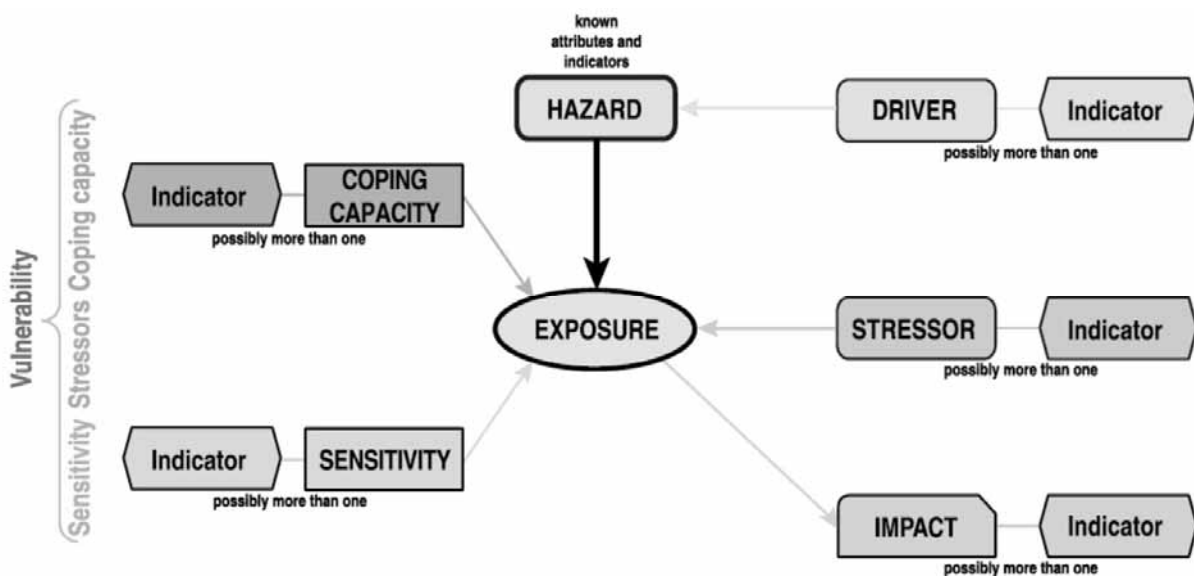 known
attributes and
indicators
HAZARD
DRIVER
Indicator
possibly more than one
Indicator
COPING
CAPACITY
possibly more than one
Vulnerability
Sensitivity Stressors Coping capacity
EXPOSURE
STRESSOR
Indicator
possibly more than one
Indicator
SENSITIVITY
possibly more than one
IMPACT
Indicator
possibly more than one